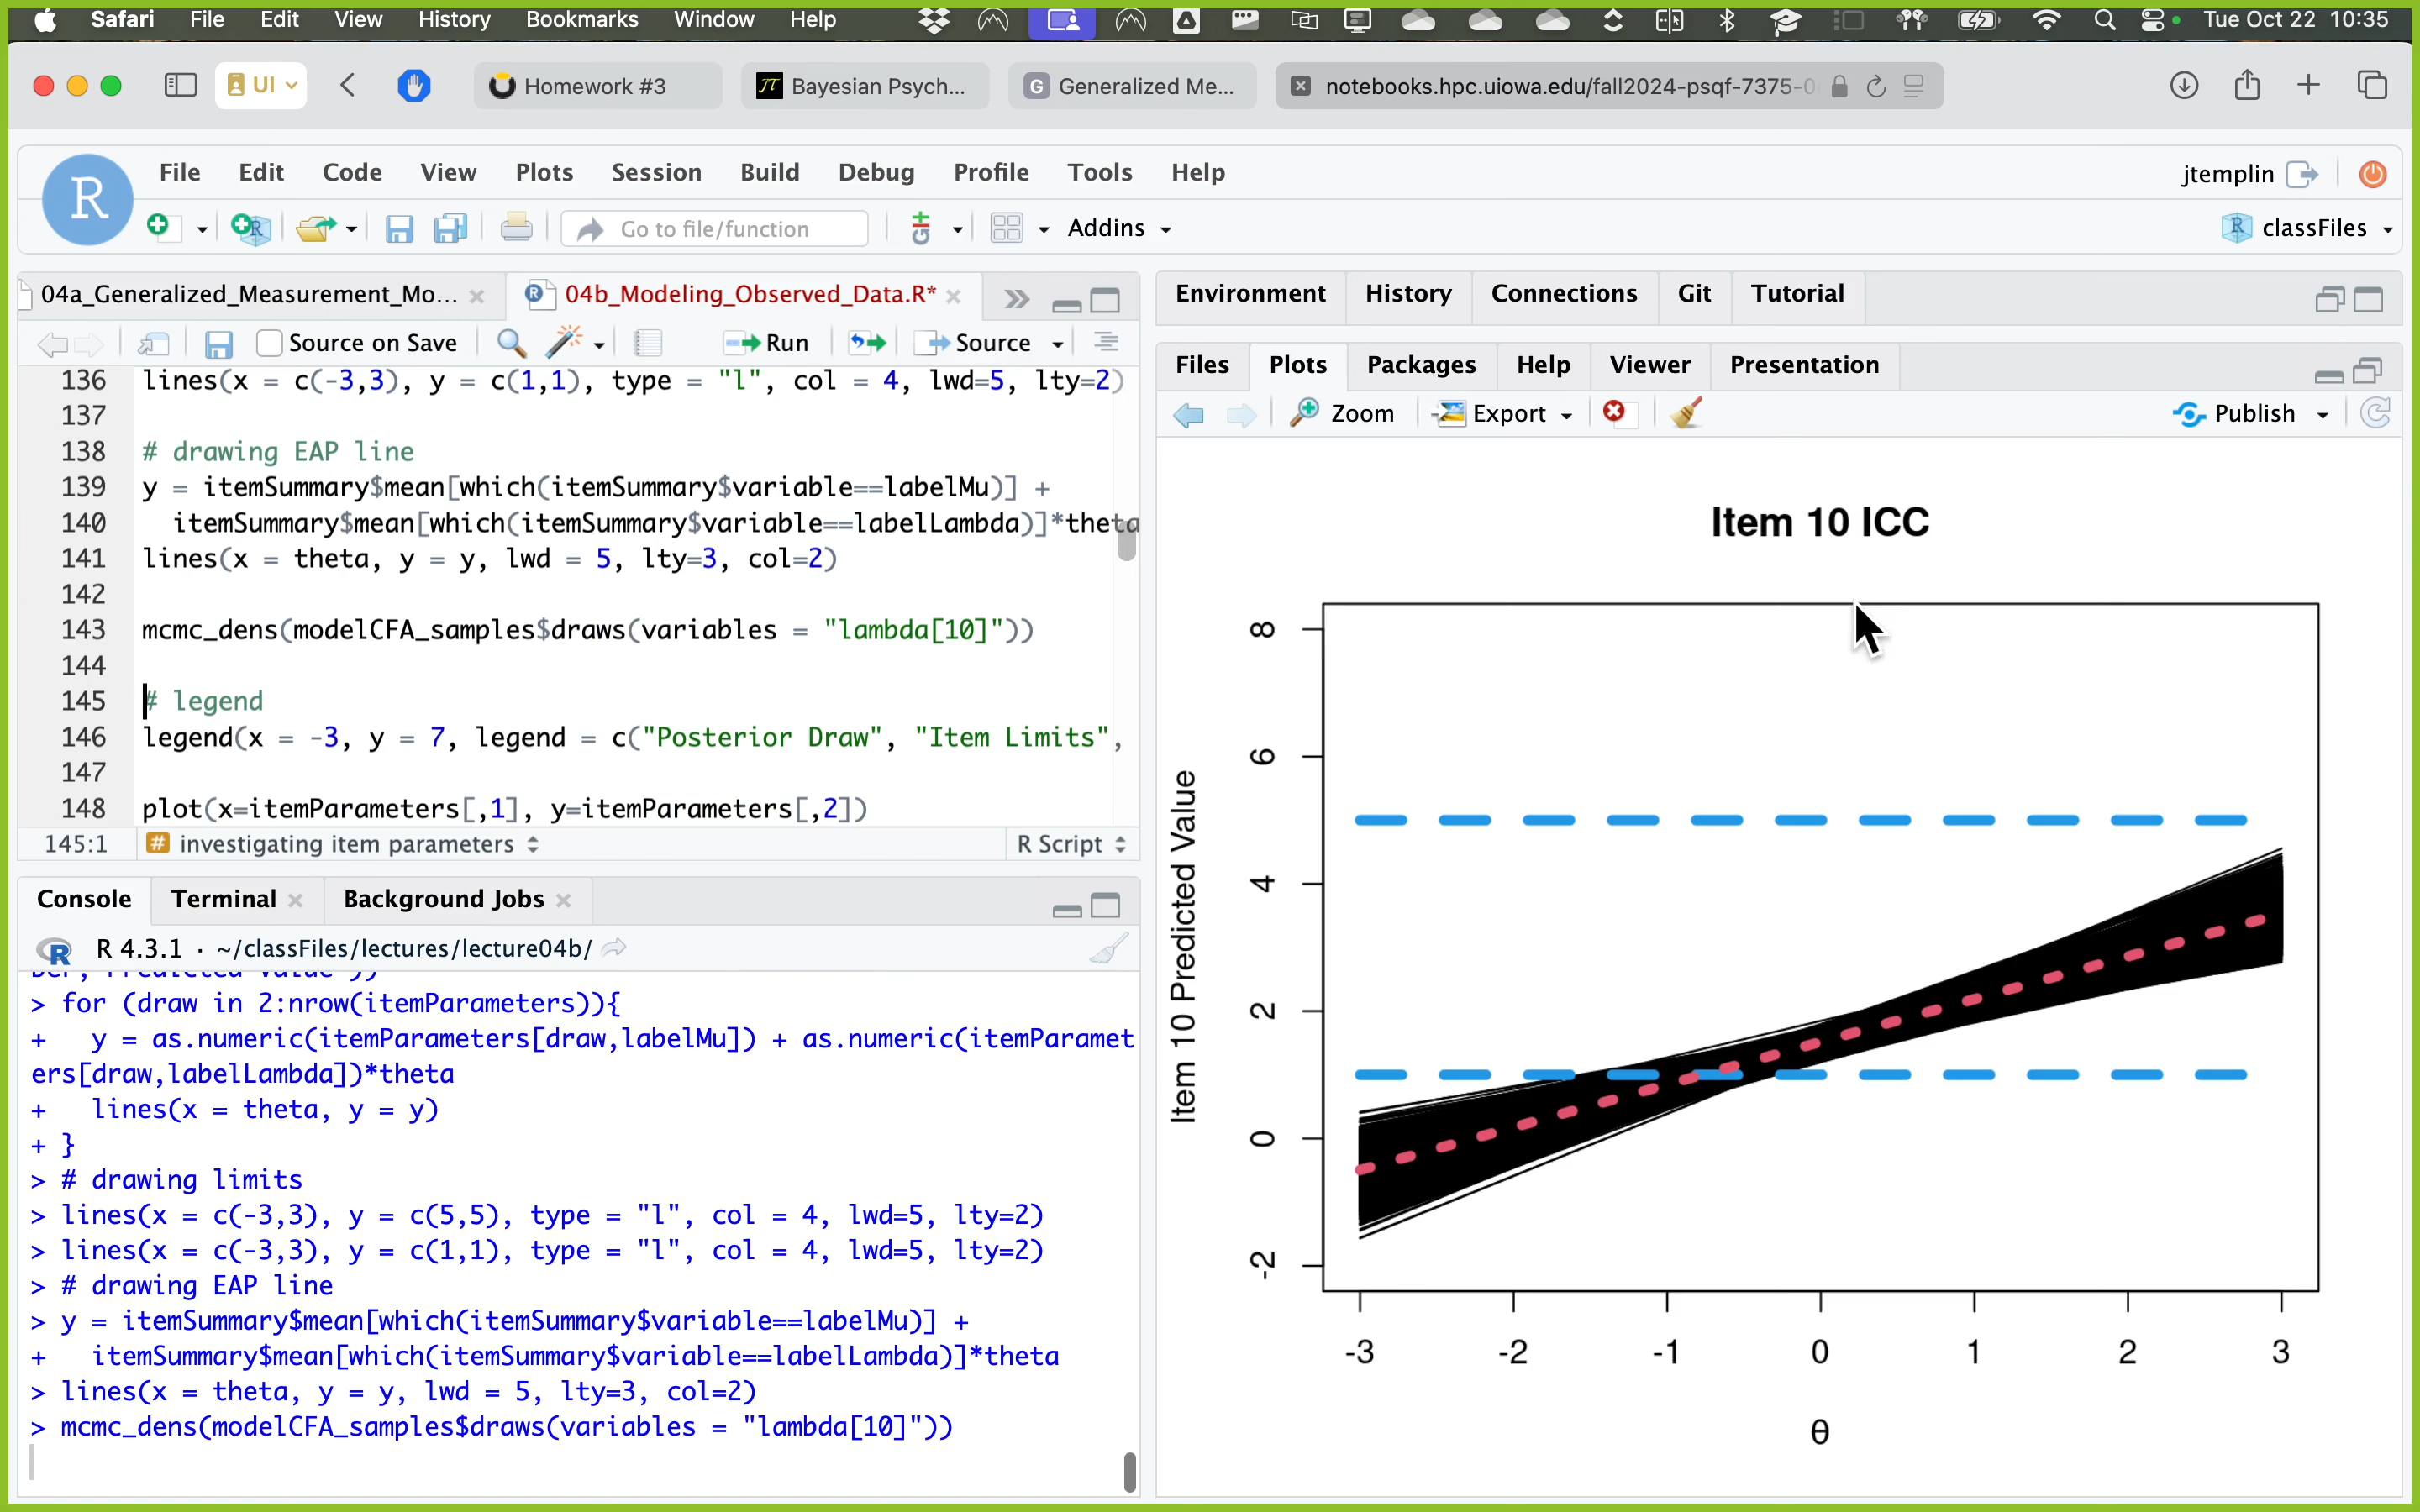 Safari File Edit View History Bookmarks Window Help Tue Oct 22 10:35
UI Homework #3 Bayesian Psych... Generalized Me... notebooks.hpc.uiowa.edu/fall2024-psqf-7375-0
File Edit Code View Plots Session Build Debug Profile Tools Help jtemplin
Go to file/function Addins classFiles
04a_Generalized_Measurement_Mo... 04b_Modeling_Observed_Data.R*
Source on Save Run Source
136 lines(x = c(-3,3), y = c(1,1), type = "l", col = 4, lwd=5, lty=2)
137
138 # drawing EAP line
139 y = itemSummary$mean[which(itemSummary$variable==labelMu)] +
140 itemSummary$mean[which(itemSummary$variable==labelLambda)]*theta
141 lines(x = theta, y = y, lwd = 5, lty=3, col=2)
142
143 mcmc_dens(modelCFA_samples$draws(variables = "lambda[10]"))
144
145 # legend
146 legend(x = -3, y = 7, legend = c("Posterior Draw", "Item Limits",
147
148 plot(x=itemParameters[,1], y=itemParameters[,2])
145:1 # investigating item parameters R Script
Console Terminal Background Jobs
R 4.3.1 · ~/classFiles/lectures/lecture04b/
> for (draw in 2:nrow(itemParameters)){
+ y = as.numeric(itemParameters[draw,labelMu]) + as.numeric(itemParamet
ers[draw,labelLambda])*theta
+ lines(x = theta, y = y)
+ }
> # drawing limits
> lines(x = c(-3,3), y = c(5,5), type = "l", col = 4, lwd=5, lty=2)
> lines(x = c(-3,3), y = c(1,1), type = "l", col = 4, lwd=5, lty=2)
> # drawing EAP line
> y = itemSummary$mean[which(itemSummary$variable==labelMu)] +
+ itemSummary$mean[which(itemSummary$variable==labelLambda)]*theta
> lines(x = theta, y = y, lwd = 5, lty=3, col=2)
> mcmc_dens(modelCFA_samples$draws(variables = "lambda[10]"))
Environment History Connections Git Tutorial
Files Plots Packages Help Viewer Presentation
Zoom Export Publish
Item 10 ICC
Item 10 Predicted Value
8
6
4
2
0
-2
-3 -2 -1 0 1 2 3
θ